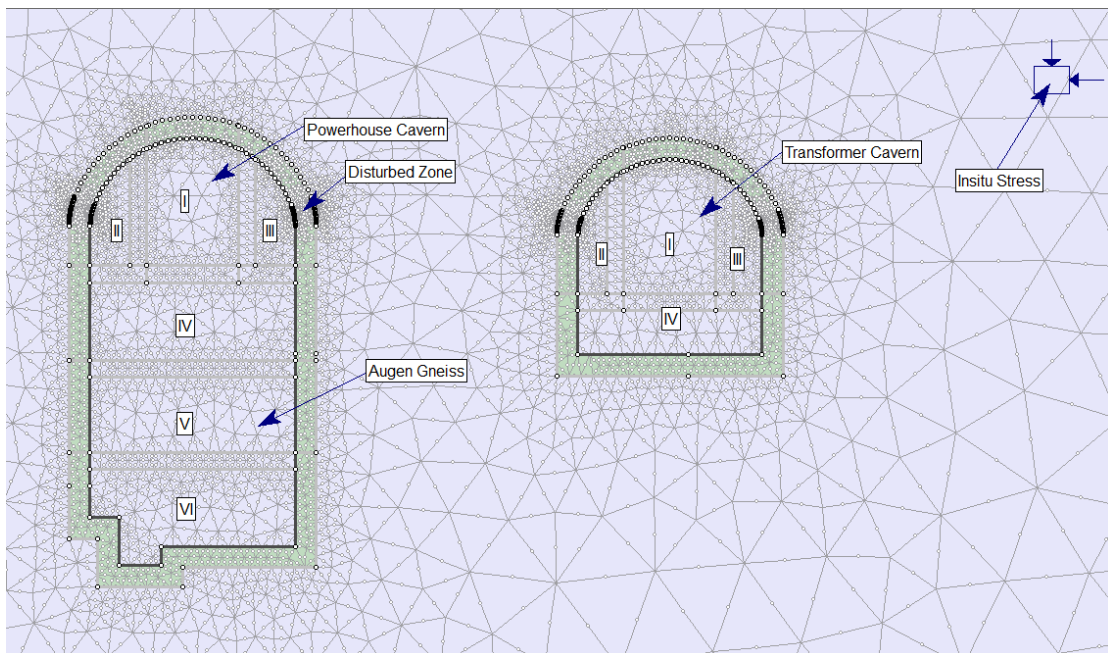 Powerhouse Cavern
Disturbed Zone
I
II
III
IV
Augen Gneiss
V
VI
Transformer Cavern
I
II
III
IV
Insitu Stress